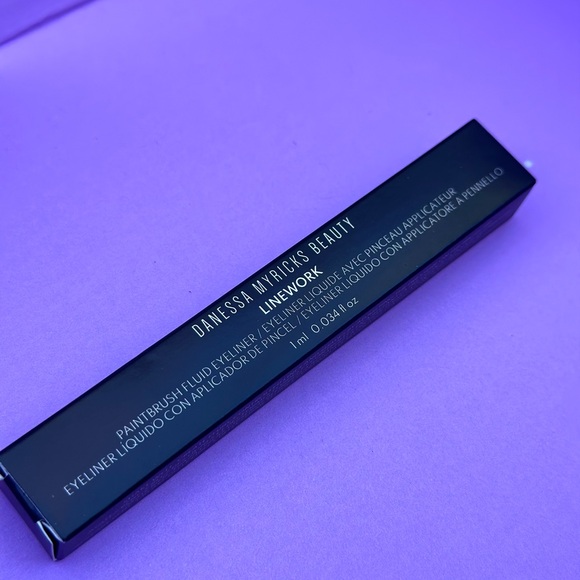 DANESSA MYRICKS BEAUTY
LINEWORK
PAINTBRUSH FLUID EYELINER / EYELINER LIQUIDE AVEC PINCEAU APPLICATEUR
EYELINER LÍQUIDO CON APLICADOR DE PINCEL / EYELINER LIQUIDO CON APPLICATORE A PENNELLO
1 ml 0.034 fl oz